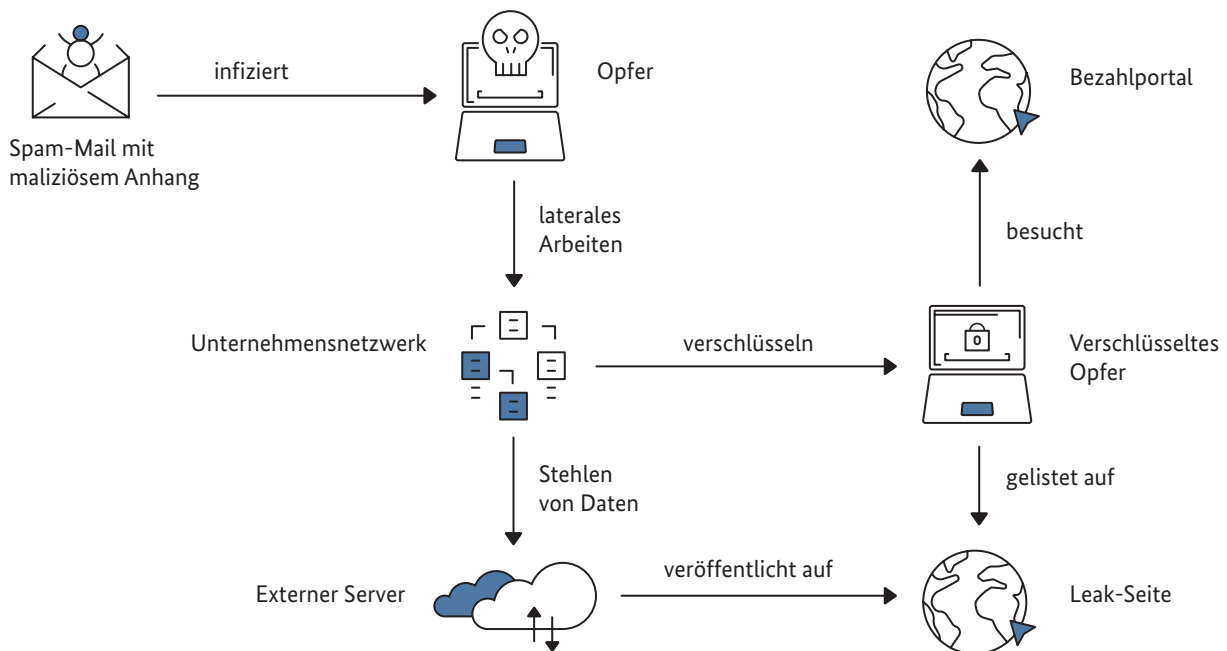 infiziert
Opfer
Bezahlportal
Spam-Mail mit
maliziösem Anhang
laterales
Arbeiten
besucht
Unternehmensnetzwerk
verschlüsseln
Verschlüsseltes
Opfer
Stehlen
von Daten
gelistet auf
Externer Server
veröffentlicht auf
Leak-Seite